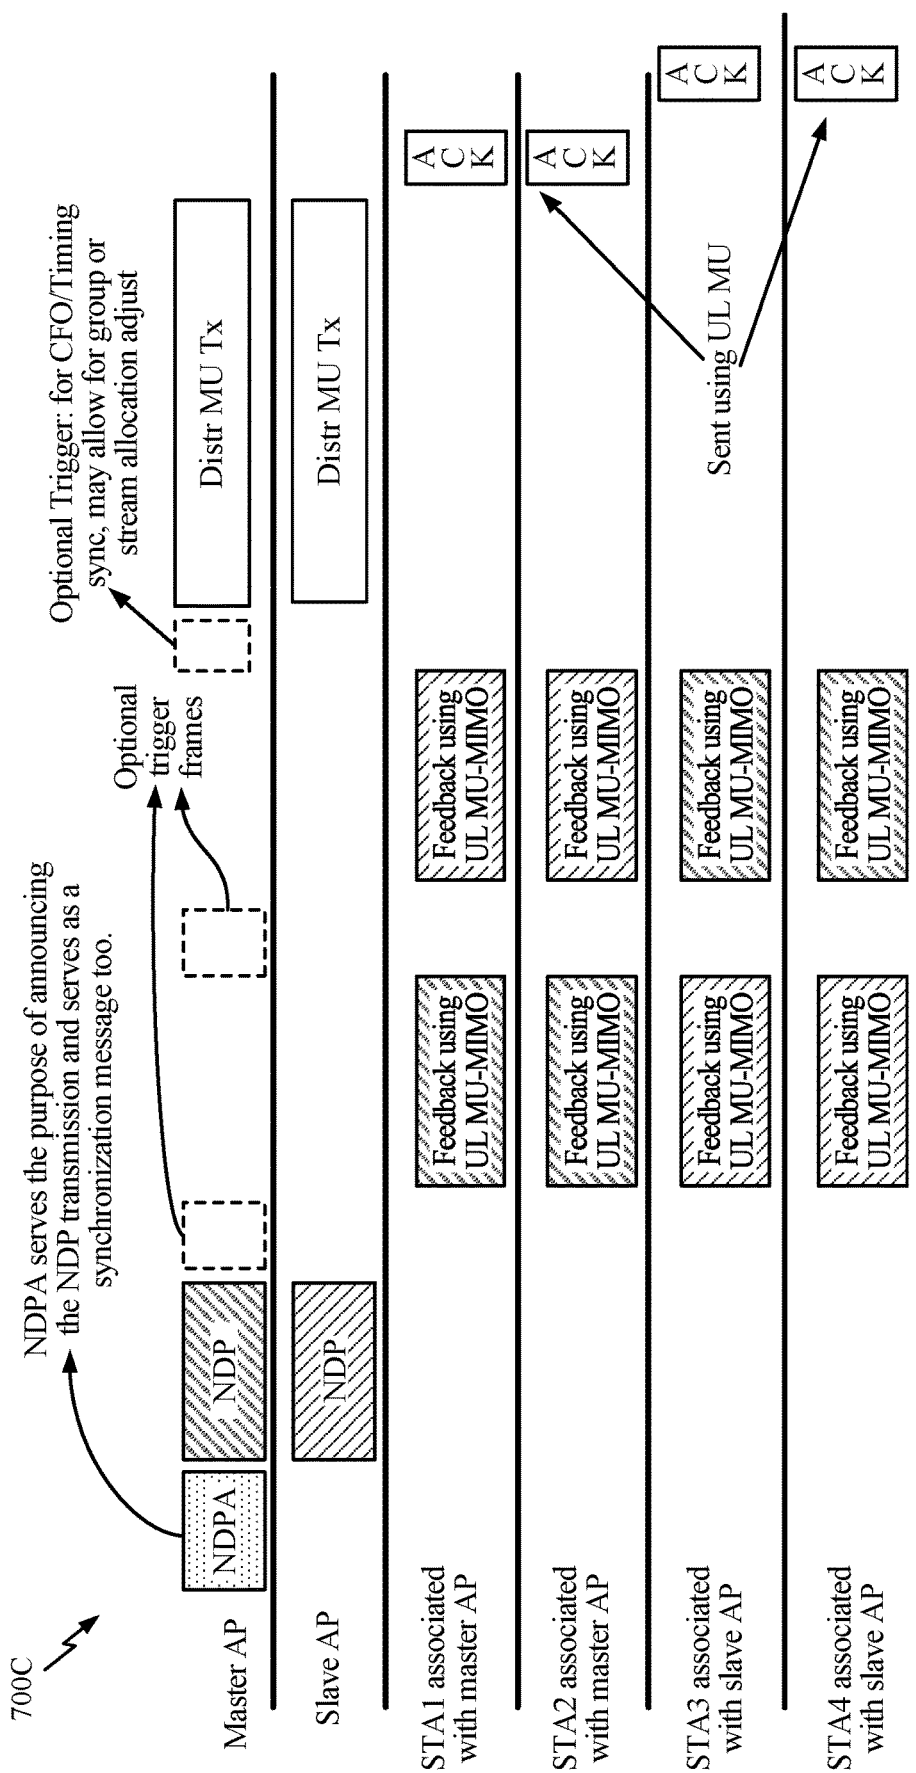 700C
NDPA serves the purpose of announcing
the NDP transmission and serves as a
synchronization message too.
Optional
trigger
frames
Optional Trigger: for CFO/Timing
sync, may allow for group or
stream allocation adjust
Master AP
NDPA
NDP
Distr MU Tx
Slave AP
NDP
Distr MU Tx
STA1 associated
with master AP
Feedback using
UL MU-MIMO
Feedback using
UL MU-MIMO
ACK
STA2 associated
with master AP
Feedback using
UL MU-MIMO
Feedback using
UL MU-MIMO
ACK
STA3 associated
with slave AP
Feedback using
UL MU-MIMO
Feedback using
UL MU-MIMO
Sent using UL MU
ACK
STA4 associated
with slave AP
Feedback using
UL MU-MIMO
Feedback using
UL MU-MIMO
ACK